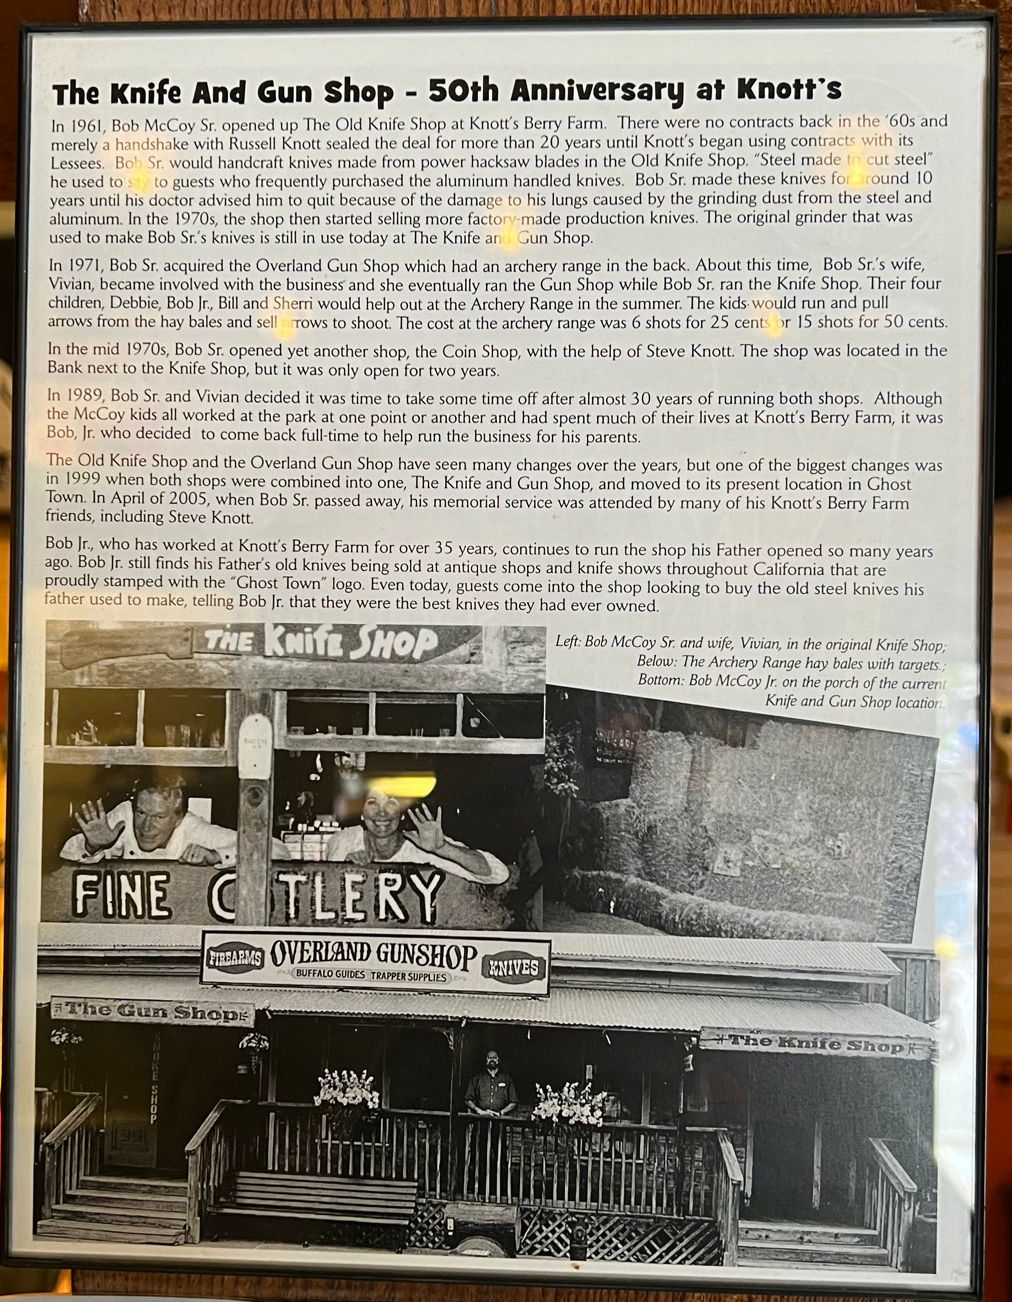 The Knife And Gun Shop - 50th Anniversary at Knott's
In 1961, Bob McCoy Sr. opened up The Old Knife Shop at Knott's Berry Farm.  There were no contracts back in the '60s and
merely a handshake with Russell Knott sealed the deal for more than 20 years until Knott's began using contracts with its
Lessees.  Bob Sr. would handcraft knives made from power hacksaw blades in the Old Knife Shop. "Steel made to cut steel"
he used to say to guests who frequently purchased the aluminum handled knives.  Bob Sr. made these knives for around 10
years until his doctor advised him to quit because of the damage to his lungs caused by the grinding dust from the steel and
aluminum. In the 1970s, the shop then started selling more factory-made production knives. The original grinder that was
used to make Bob Sr.'s knives is still in use today at The Knife and Gun Shop.
In 1971, Bob Sr. acquired the Overland Gun Shop which had an archery range in the back. About this time,  Bob Sr.'s wife,
Vivian, became involved with the business and she eventually ran the Gun Shop while Bob Sr. ran the Knife Shop. Their four
children, Debbie, Bob Jr., Bill and Sherri would help out at the Archery Range in the summer. The kids would run and pull
arrows from the hay bales and sell arrows to shoot. The cost at the archery range was 6 shots for 25 cents or 15 shots for 50 cents.
In the mid 1970s, Bob Sr. opened yet another shop, the Coin Shop, with the help of Steve Knott. The shop was located in the
Bank next to the Knife Shop, but it was only open for two years.
In 1989, Bob Sr. and Vivian decided it was time to take some time off after almost 30 years of running both shops.  Although
the McCoy kids all worked at the park at one point or another and had spent much of their lives at Knott's Berry Farm, it was
Bob, Jr. who decided  to come back full-time to help run the business for his parents.
The Old Knife Shop and the Overland Gun Shop have seen many changes over the years, but one of the biggest changes was
in 1999 when both shops were combined into one, The Knife and Gun Shop, and moved to its present location in Ghost
Town. In April of 2005, when Bob Sr. passed away, his memorial service was attended by many of his Knott's Berry Farm
friends, including Steve Knott.
Bob Jr., who has worked at Knott's Berry Farm for over 35 years, continues to run the shop his Father opened so many years
ago. Bob Jr. still finds his Father's old knives being sold at antique shops and knife shows throughout California that are
proudly stamped with the "Ghost Town" logo. Even today, guests come into the shop looking to buy the old steel knives his
father used to make, telling Bob Jr. that they were the best knives they had ever owned.
Left: Bob McCoy Sr. and wife, Vivian, in the original Knife Shop;
Below: The Archery Range hay bales with targets.;
Bottom: Bob McCoy Jr. on the porch of the current
Knife and Gun Shop location.
THE Knife SHOP
FINE C TLERY
FIREARMS OVERLAND GUNSHOP KNIVES
BUFFALO GUIDES TRAPPER SUPPLIES
The Gun Shop
The Knife Shop
SMOKE SHOP